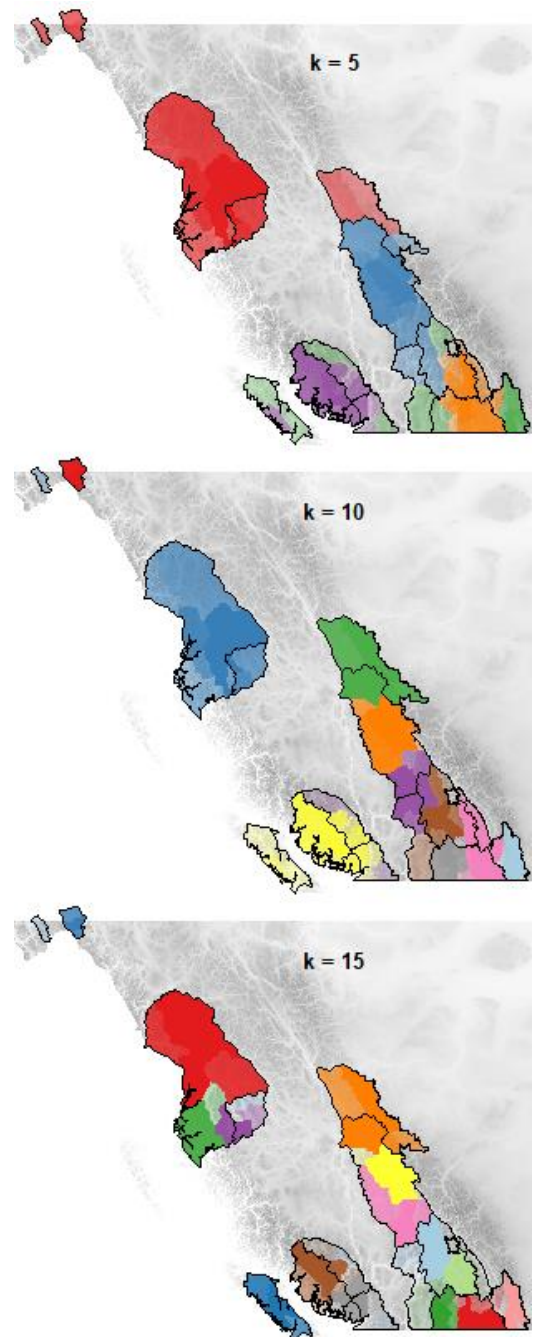 k = 5
k = 10
k = 15